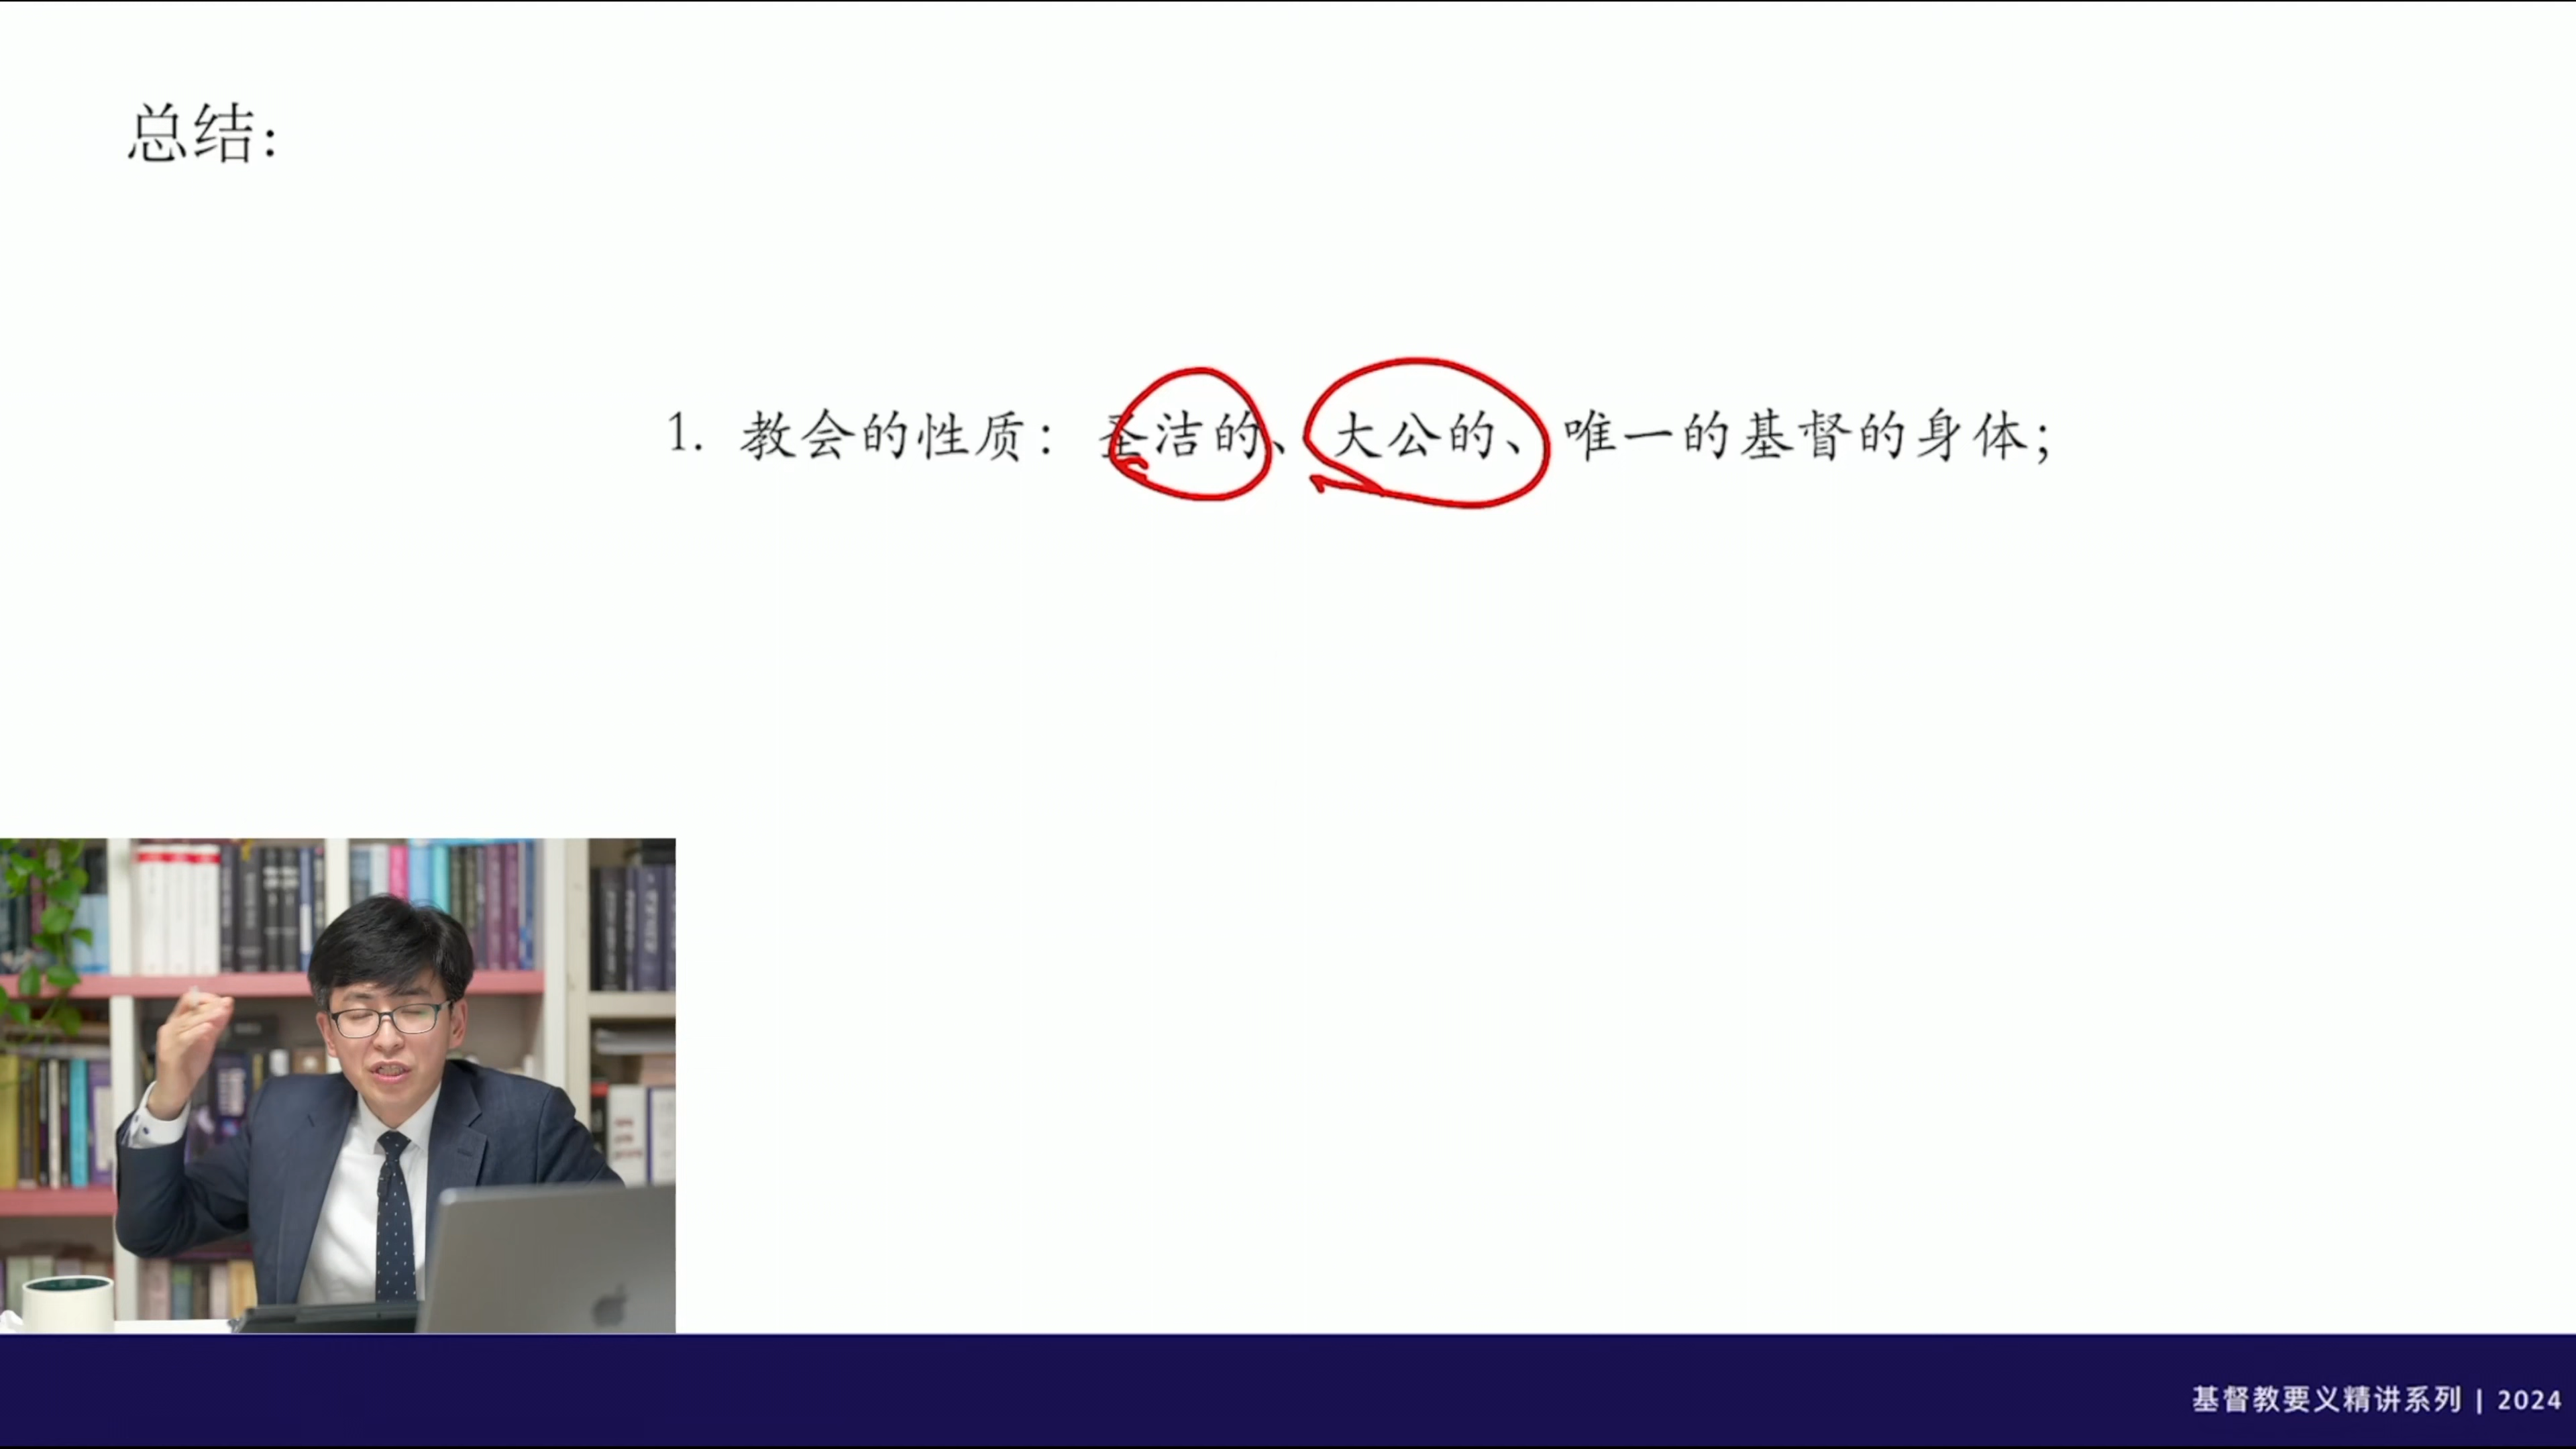 总结：
1. 教会的性质：圣洁的、大公的、唯一的基督的身体；
基督教要义精讲系列 | 2024